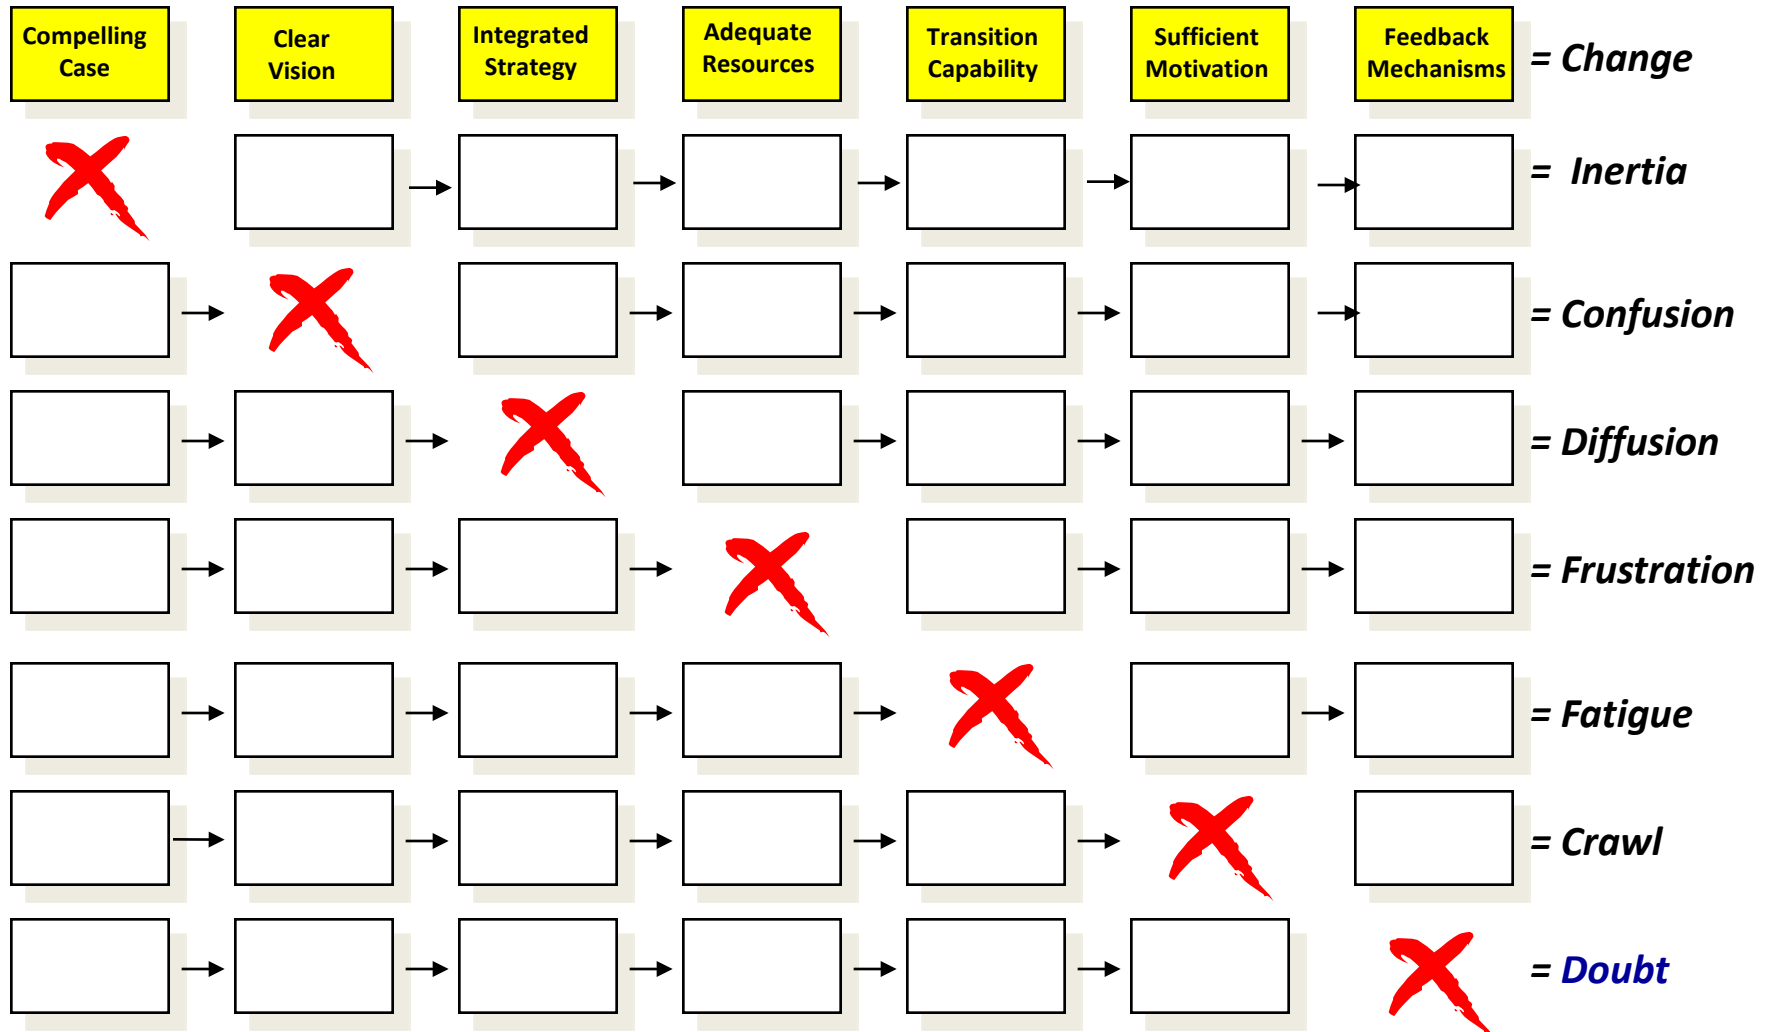 Compelling
Case
Clear
Vision
Integrated
Strategy
Adequate
Resources
Transition
Capability
Sufficient
Motivation
Feedback
Mechanisms
= Change
= Inertia
= Confusion
= Diffusion
= Frustration
= Fatigue
= Crawl
= Doubt